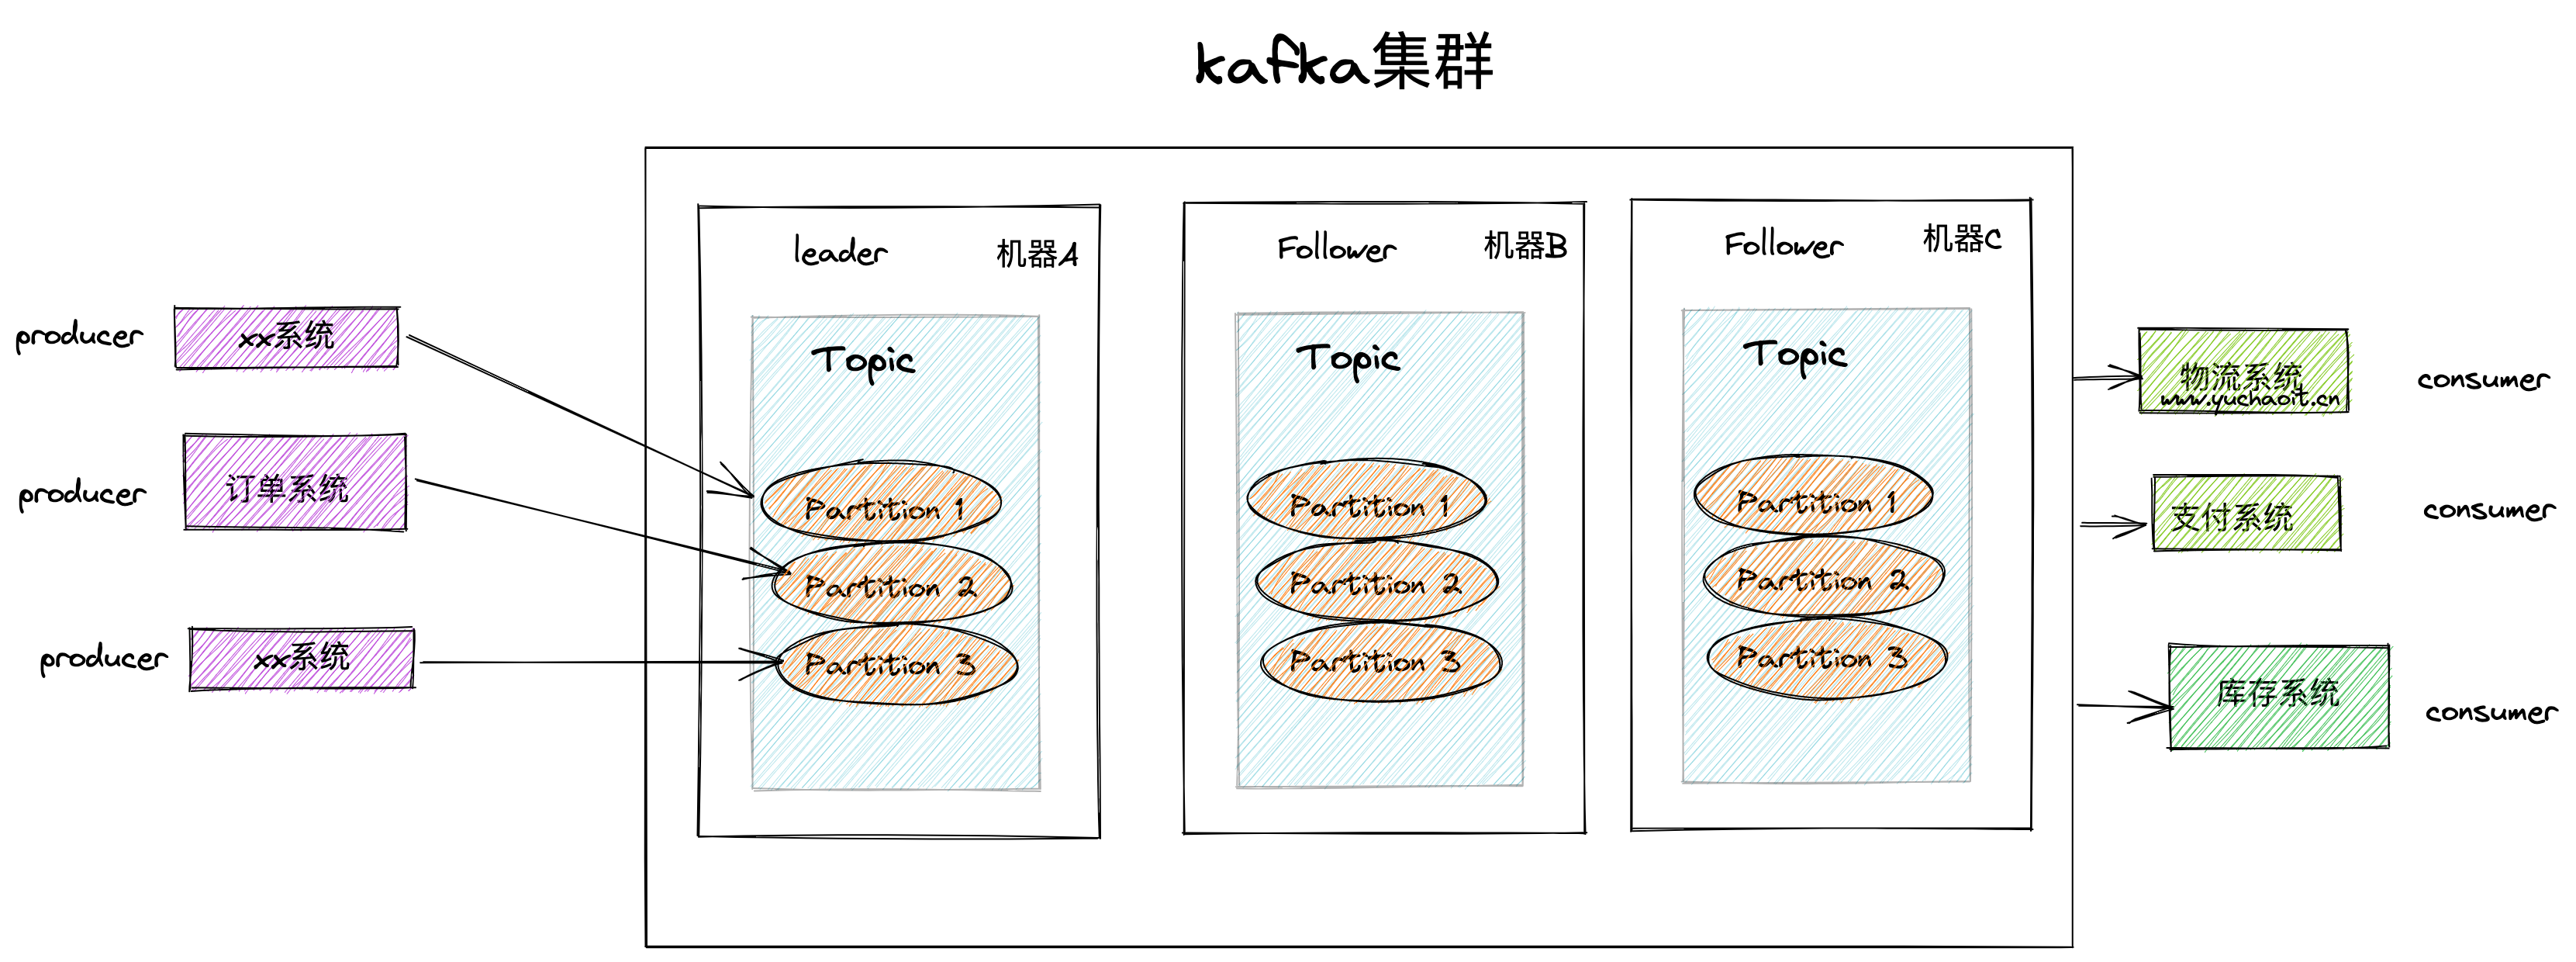 kafka集群
producer
xx系统
producer
订单系统
producer
xx系统
leader
机器A
Topic
Partition 1
Partition 2
Partition 3
Follower
机器B
Topic
Partition 1
Partition 2
Partition 3
Follower
机器C
Topic
Partition 1
Partition 2
Partition 3
物流系统
www.yuchaoit.cn
consumer
支付系统
consumer
库存系统
consumer